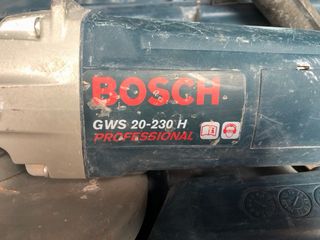 BOSCH
GWS 20-230 H
PROFESSIONAL